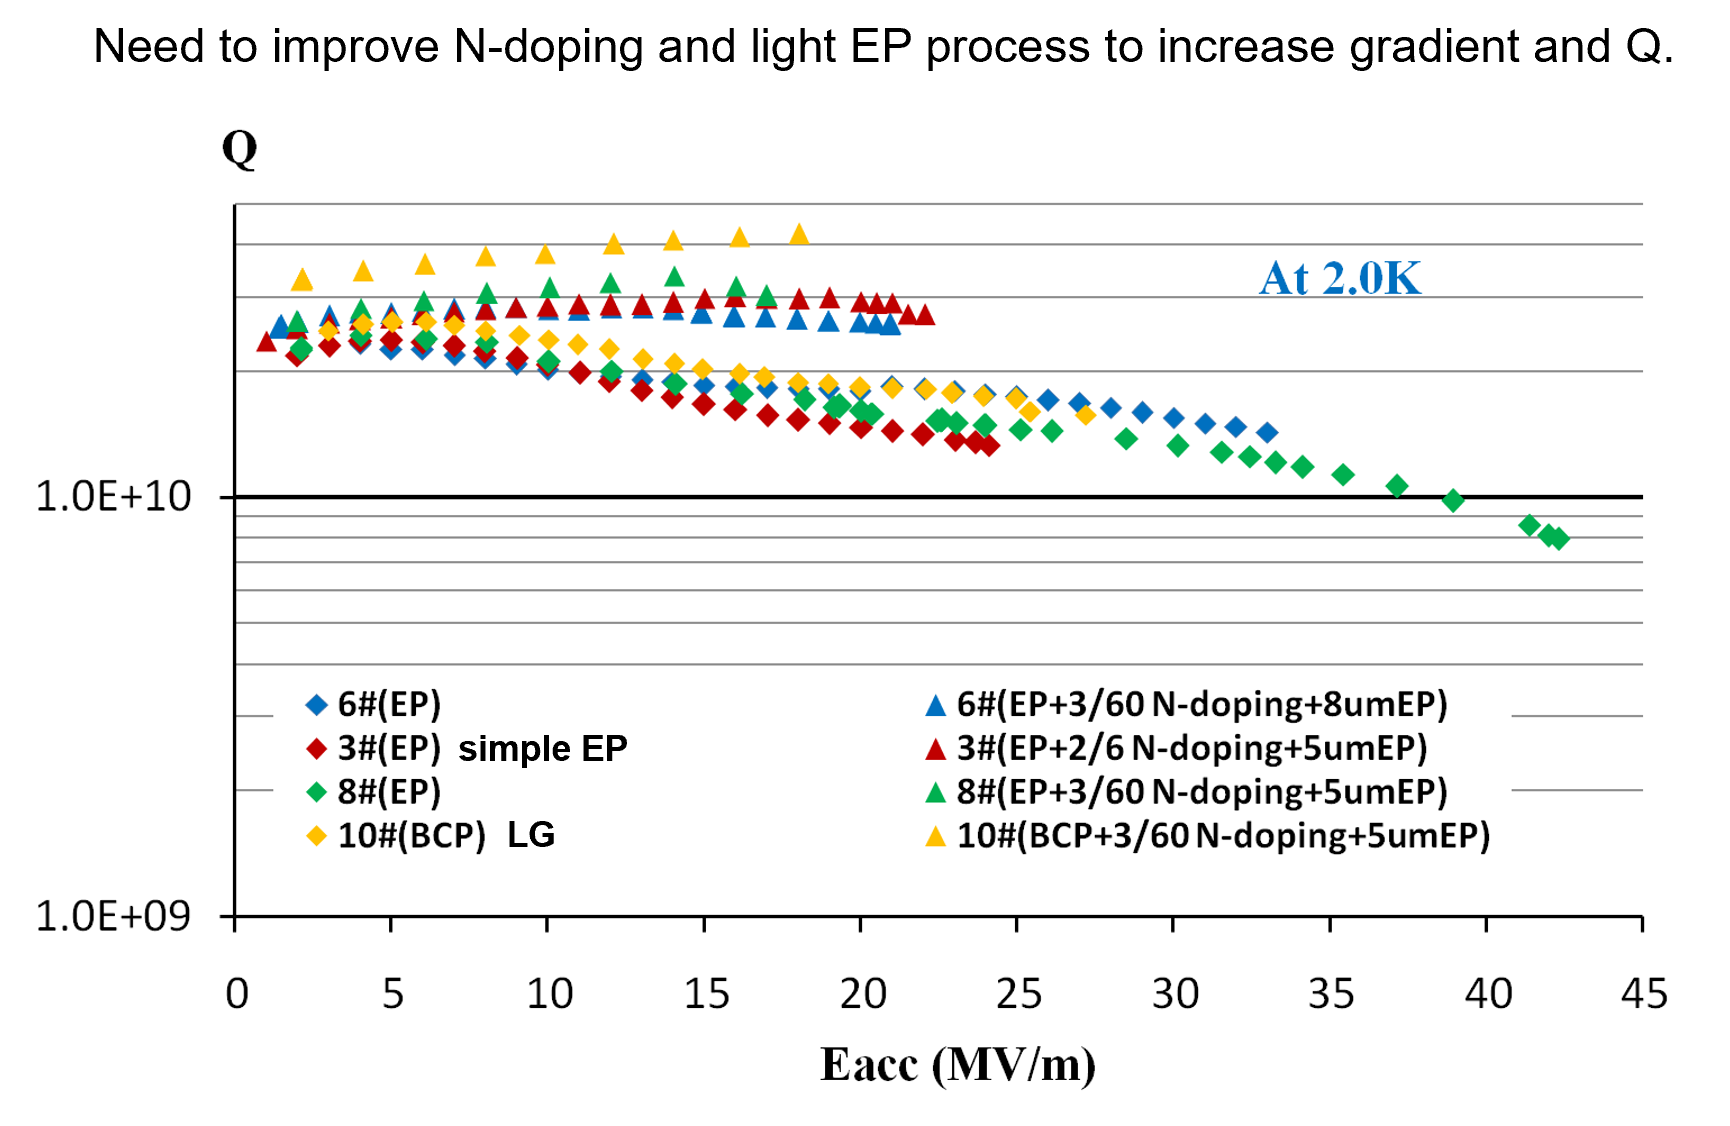 Need to improve N-doping and light EP process to increase gradient and Q.
Q
At 2.0K
1.0E+10
6#(EP)
6#(EP+3/60 N-doping+8umEP)
3#(EP) simple EP
3#(EP+2/6 N-doping+5umEP)
8#(EP)
8#(EP+3/60 N-doping+5umEP)
10#(BCP) LG
10#(BCP+3/60 N-doping+5umEP)
1.0E+09
0 5 10 15 20 25 30 35 40 45
Eacc (MV/m)